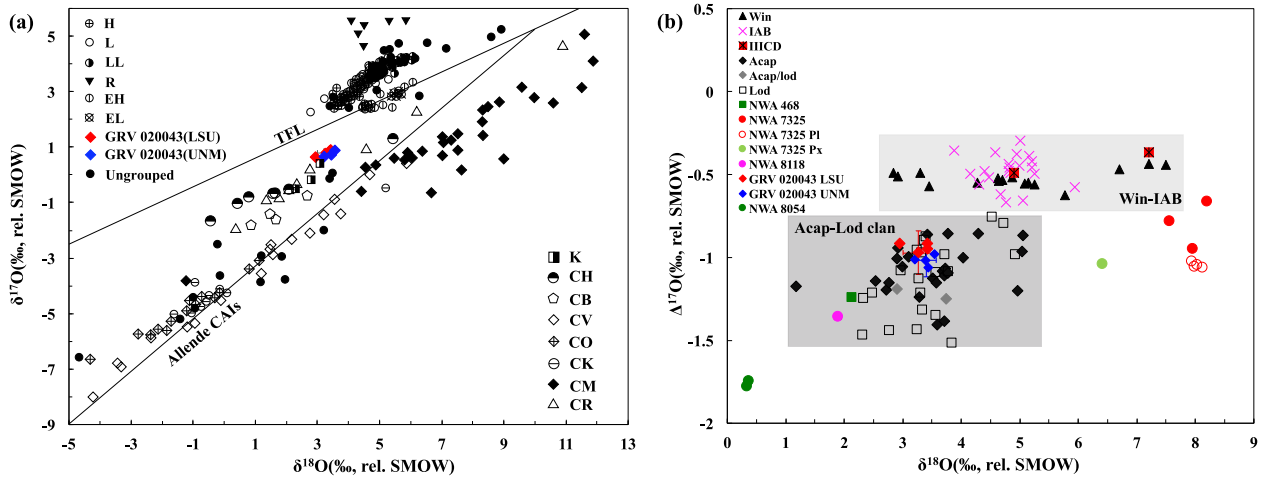 (a)
H
L
LL
R
EH
EL
GRV 020043(LSU)
GRV 020043(UNM)
Ungrouped
TFL
Allende CAIs
K
CH
CB
CV
CO
CK
CM
CR
δ¹⁷O(‰, rel. SMOW)
7
5
3
1
-1
-3
-5
-7
-9
-5
-3
-1
1
3
5
7
9
11
13
δ¹⁸O(‰, rel. SMOW)
(b)
Win
IAB
IIICD
Acap
Acap/lod
Lod
NWA 468
NWA 7325
NWA 7325 Pl
NWA 7325 Px
NWA 8118
GRV 020043 LSU
GRV 020043 UNM
NWA 8054
Win-IAB
Acap-Lod clan
Δ¹⁷O(‰, rel. SMOW)
0.5
0
-0.5
-1
-1.5
-2
0
1
2
3
4
5
6
7
8
9
δ¹⁸O(‰, rel. SMOW)